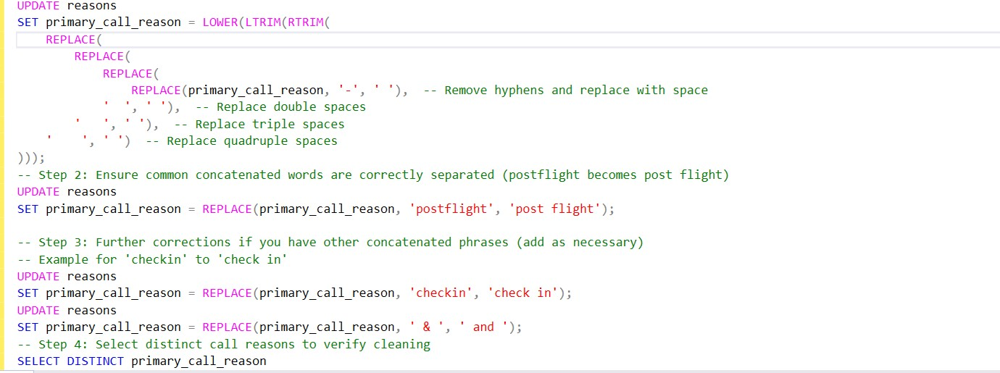 UPDATE reasons
SET primary_call_reason = LOWER(LTRIM(RTRIM(
    REPLACE(
        REPLACE(
            REPLACE(
                REPLACE(primary_call_reason, '-', ' '),  -- Remove hyphens and replace with space
            '  ', ' '),  -- Replace double spaces
        '   ', ' '),  -- Replace triple spaces
    '    ', ' ')  -- Replace quadruple spaces
)));
-- Step 2: Ensure common concatenated words are correctly separated (postflight becomes post flight)
UPDATE reasons
SET primary_call_reason = REPLACE(primary_call_reason, 'postflight', 'post flight');
-- Step 3: Further corrections if you have other concatenated phrases (add as necessary)
-- Example for 'checkin' to 'check in'
UPDATE reasons
SET primary_call_reason = REPLACE(primary_call_reason, 'checkin', 'check in');
UPDATE reasons
SET primary_call_reason = REPLACE(primary_call_reason, ' & ', ' and ');
-- Step 4: Select distinct call reasons to verify cleaning
SELECT DISTINCT primary_call_reason